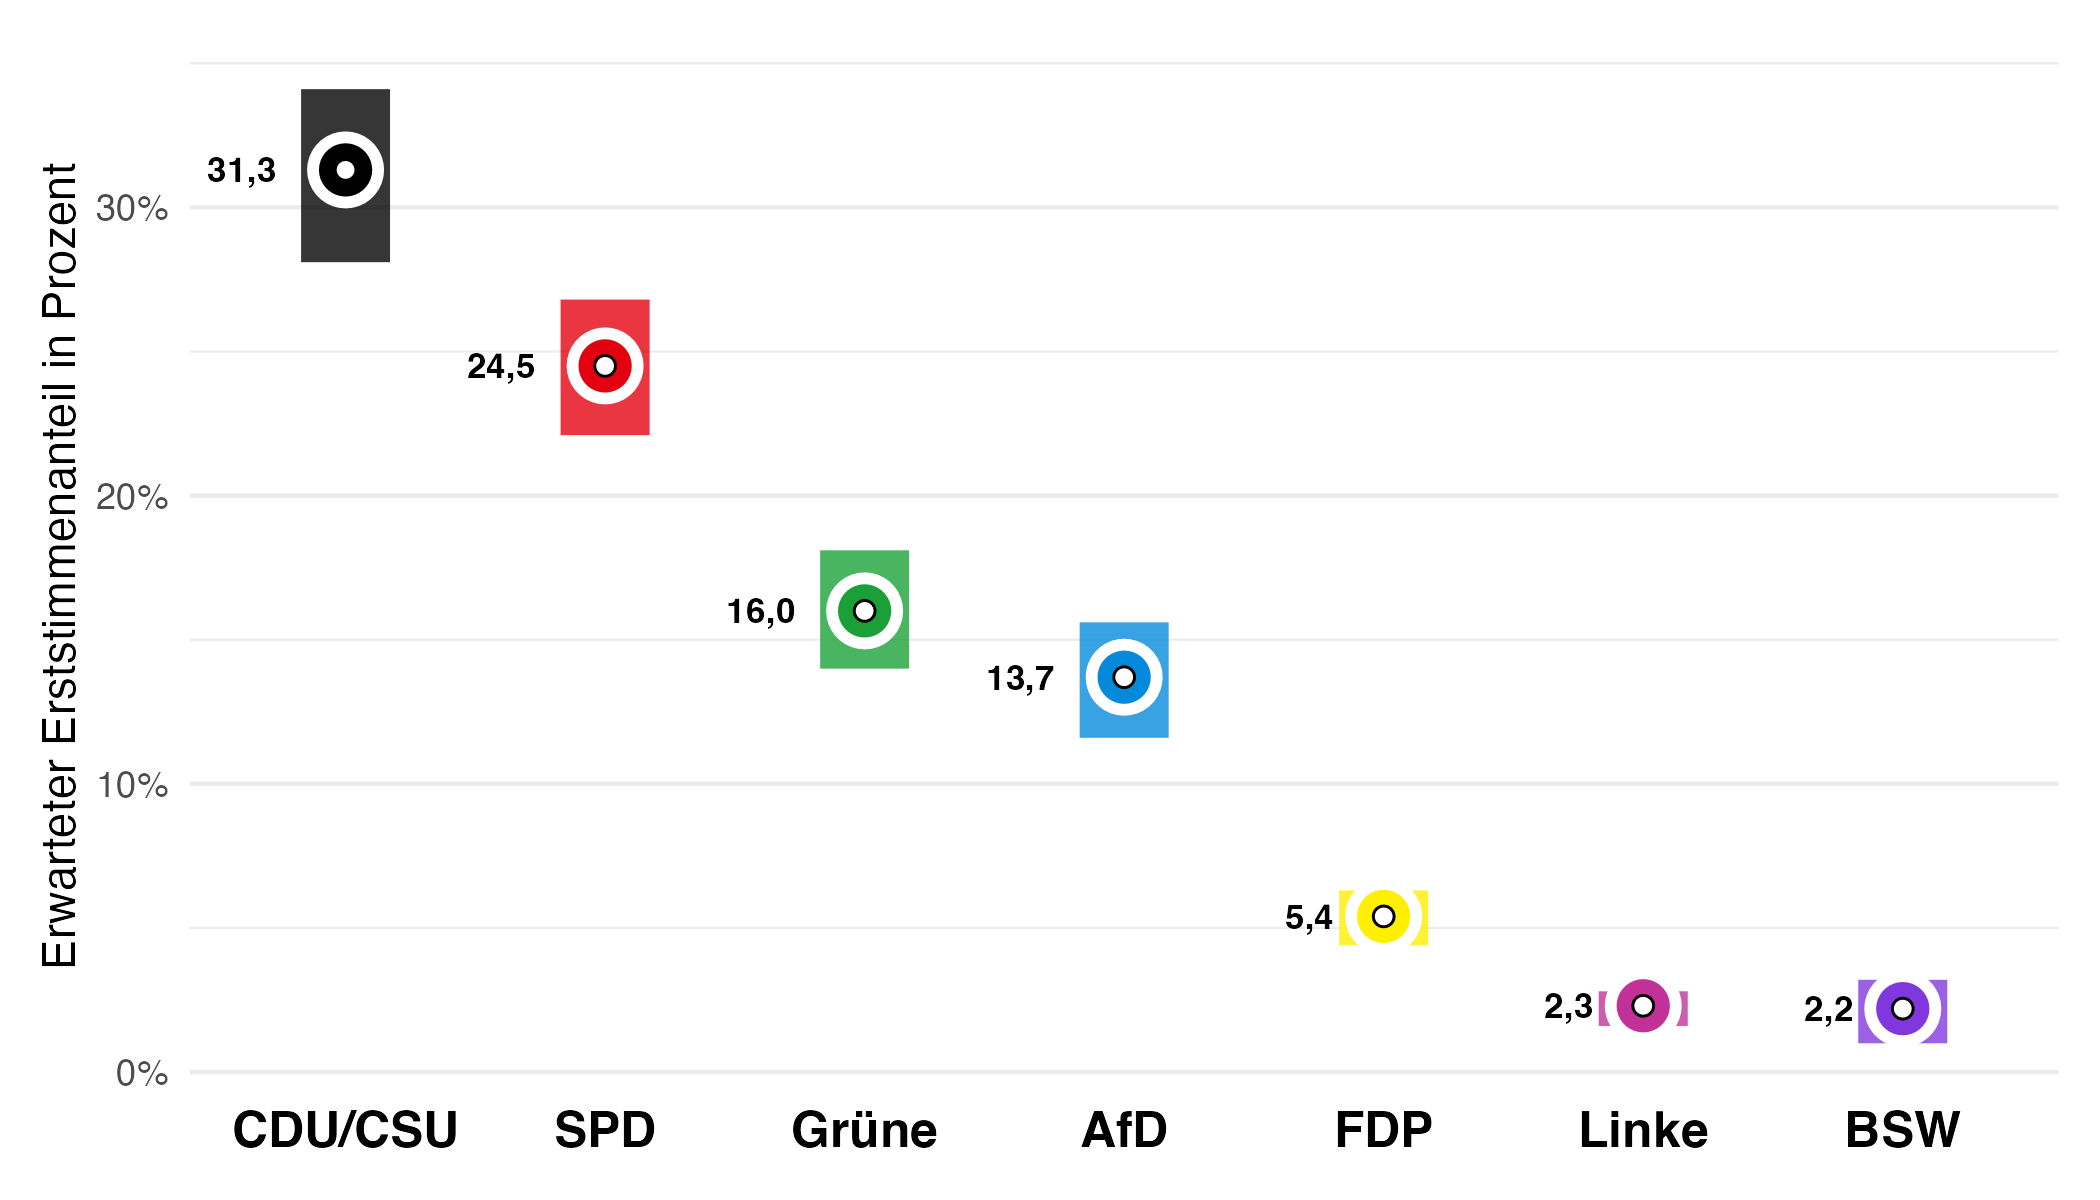 Erwarteter Erststimmenanteil in Prozent
30%
20%
10%
0%
31,3
24,5
16,0
13,7
5,4
2,3
2,2
CDU/CSU
SPD
Grüne
AfD
FDP
Linke
BSW